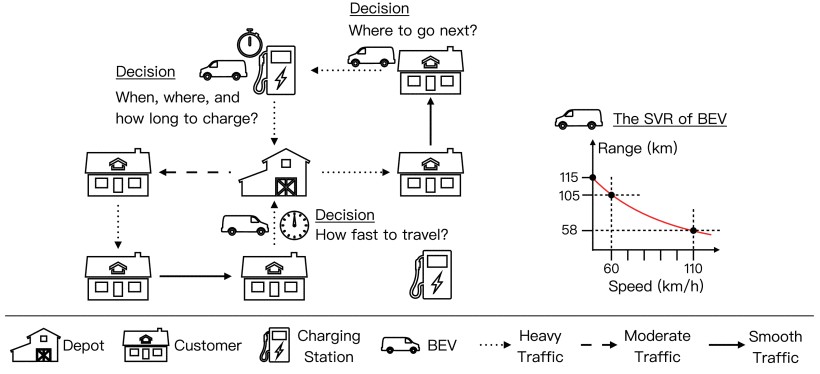 Decision
Where to go next?
Decision
When, where, and
how long to charge?
Decision
How fast to travel?
The SVR of BEV
Range (km)
115
105
58
60
110
Speed (km/h)
Depot
Customer
Charging
Station
BEV
Heavy
Traffic
Moderate
Traffic
Smooth
Traffic